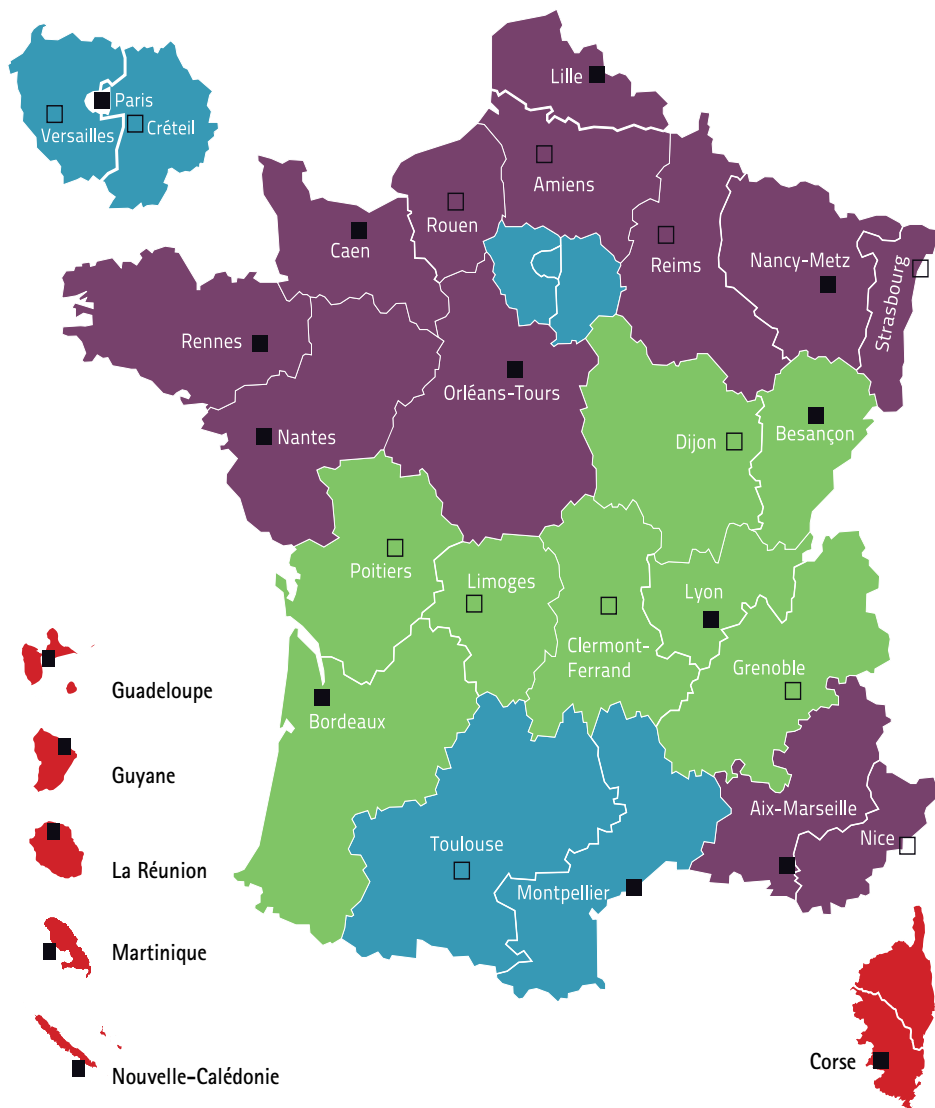 Lille
Paris
Versailles
Créteil
Amiens
Rouen
Caen
Reims
Nancy-Metz
Strasbourg
Rennes
Orléans-Tours
Nantes
Dijon
Besançon
Poitiers
Limoges
Lyon
Clermont-
Ferrand
Grenoble
Guadeloupe
Bordeaux
Guyane
Aix-Marseille
Nice
La Réunion
Toulouse
Montpellier
Martinique
Corse
Nouvelle-Calédonie